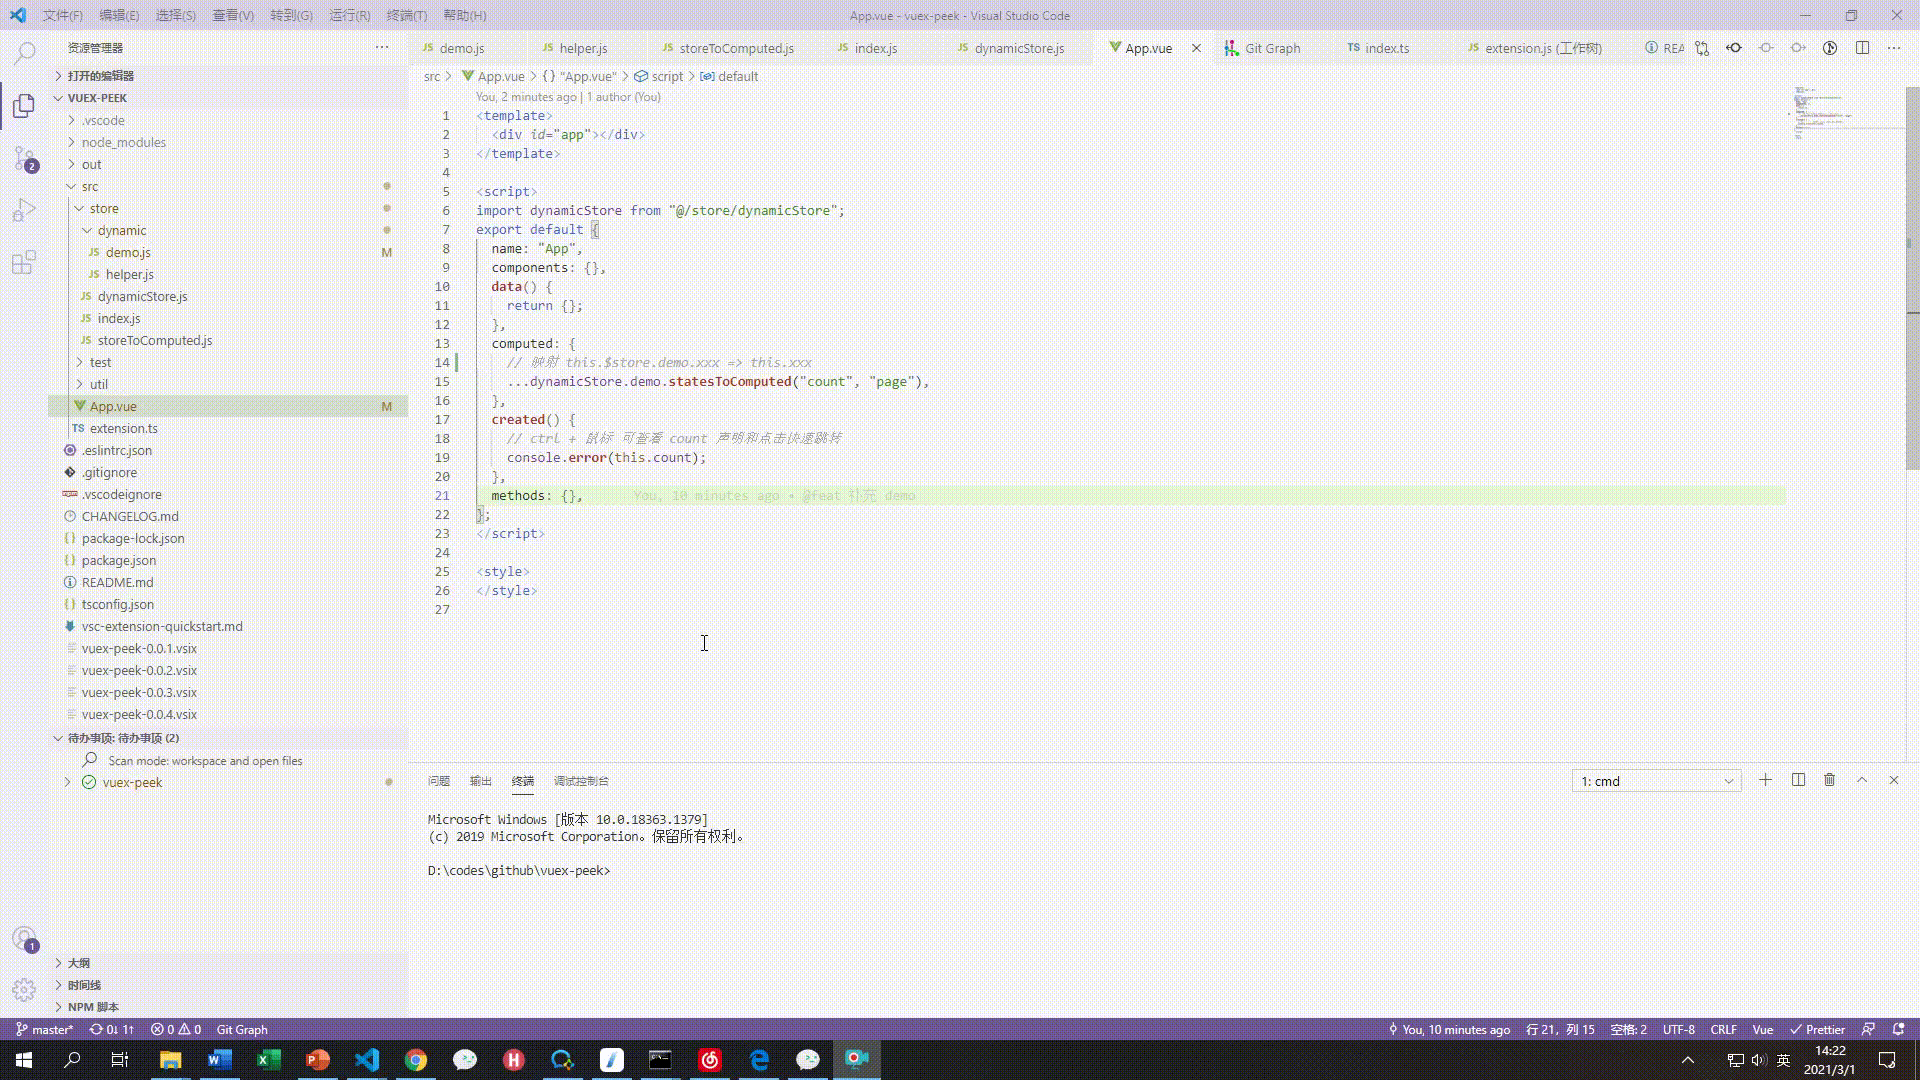 文件(F) 编辑(E) 选择(S) 查看(V) 转到(G) 运行(R) 终端(T) 帮助(H) App.vue - vuex-peek - Visual Studio Code
资源管理器 ···
JS demo.js JS helper.js JS storeToComputed.js JS index.js JS dynamicStore.js App.vue Git Graph TS index.ts JS extension.js (工作树) REA
打开的编辑器
VUEX-PEEK
.vscode
node_modules
out
src
store
dynamic
JS demo.js M
JS helper.js
JS dynamicStore.js
JS index.js
JS storeToComputed.js
test
util
App.vue M
TS extension.ts
.eslintrc.json
.gitignore
.vscodeignore
CHANGELOG.md
{} package-lock.json
{} package.json
README.md
{} tsconfig.json
vsc-extension-quickstart.md
vuex-peek-0.0.1.vsix
vuex-peek-0.0.2.vsix
vuex-peek-0.0.3.vsix
vuex-peek-0.0.4.vsix
待办事项: 待办事项 (2)
Scan mode: workspace and open files
vuex-peek
大纲
时间线
NPM 脚本
2
1
src > App.vue > {} "App.vue" > script > default
You, 2 minutes ago | 1 author (You)
1 <template>
2 <div id="app"></div>
3 </template>
4
5 <script>
6 import dynamicStore from "@/store/dynamicStore";
7 export default {
8 name: "App",
9 components: {},
10 data() {
11 return {};
12 },
13 computed: {
14 // 映射 this.$store.demo.xxx => this.xxx
15 ...dynamicStore.demo.statesToComputed("count", "page"),
16 },
17 created() {
18 // ctrl + 鼠标 可查看 count 声明和点击快速跳转
19 console.error(this.count);
20 },
21 methods: {}, You, 10 minutes ago • @feat 补充 demo
22 };
23 </script>
24
25 <style>
26 </style>
27
问题 输出 终端 调试控制台 1: cmd
Microsoft Windows [版本 10.0.18363.1379]
(c) 2019 Microsoft Corporation。保留所有权利。
D:\codes\github\vuex-peek>
master* 0↓ 1↑ 0 0 Git Graph You, 10 minutes ago 行 21，列 15 空格: 2 UTF-8 CRLF Vue Prettier
英 14:22
2021/3/1